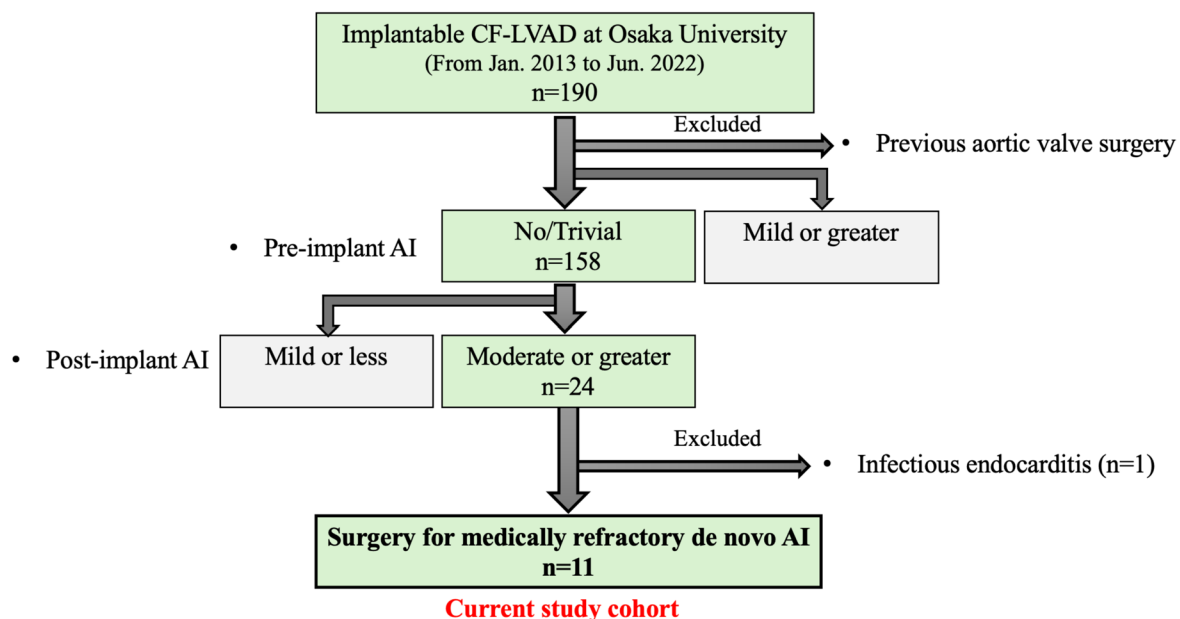 Implantable CF-LVAD at Osaka University
(From Jan. 2013 to Jun. 2022)
n=190
Excluded
• Previous aortic valve surgery
• Pre-implant AI
No/Trivial
n=158
Mild or greater
• Post-implant AI
Mild or less
Moderate or greater
n=24
Excluded
• Infectious endocarditis (n=1)
Surgery for medically refractory de novo AI
n=11
Current study cohort